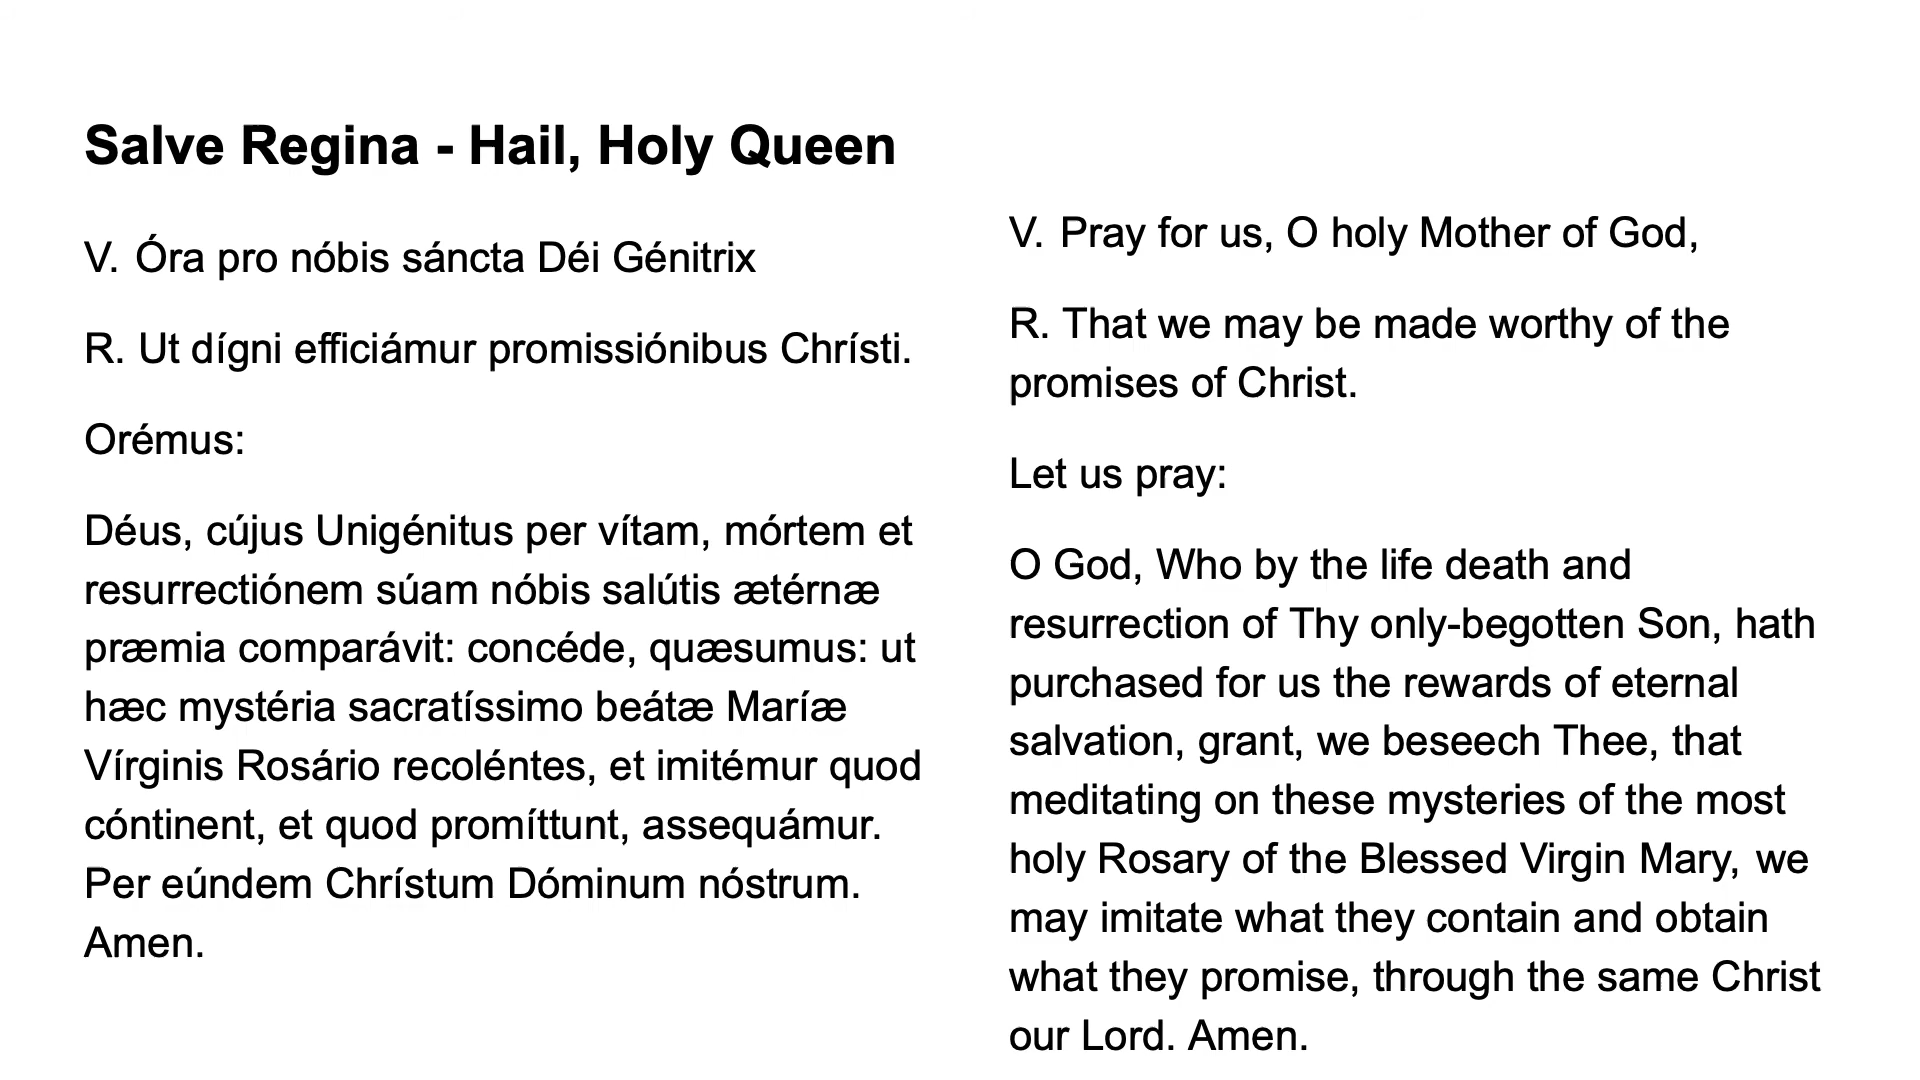 Salve Regina - Hail, Holy Queen
V. Óra pro nóbis sáncta Déi Génitrix
R. Ut dígni efficiámur promissiónibus Chrísti.
Orémus:
Déus, cújus Unigénitus per vítam, mórtem et
resurrectiónem súam nóbis salútis ætérnæ
præmia comparávit: concéde, quæsumus: ut
hæc mystéria sacratíssimo beátæ Maríæ
Vírginis Rosário recoléntes, et imitémur quod
cóntinent, et quod promíttunt, assequámur.
Per eúndem Chrístum Dóminum nóstrum.
Amen.
V. Pray for us, O holy Mother of God,
R. That we may be made worthy of the
promises of Christ.
Let us pray:
O God, Who by the life death and
resurrection of Thy only-begotten Son, hath
purchased for us the rewards of eternal
salvation, grant, we beseech Thee, that
meditating on these mysteries of the most
holy Rosary of the Blessed Virgin Mary, we
may imitate what they contain and obtain
what they promise, through the same Christ
our Lord. Amen.